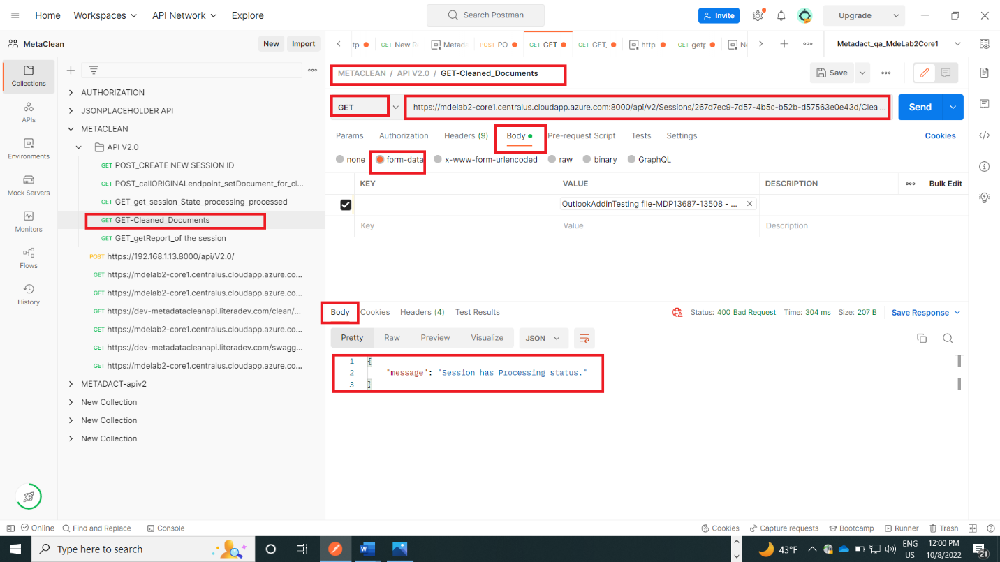 Home Workspaces API Network Explore
Search Postman
Invite
Upgrade
MetaClean
New Import
tp GET New R Metada POST PO GET GET GET GET_ https: GET getp Ne
Metadact_qa_MdeLab2Core1
Collections
APIs
Environments
Mock Servers
Monitors
Flows
History
AUTHORIZATION
JSONPLACEHOLDER API
METACLEAN
API V2.0
GET POST_CREATE NEW SESSION ID
GET POST_callORIGINALendpoint_setDocument_for_cl...
GET GET_get_session_State_processing_processed
GET GET-Cleaned_Documents
GET GET_getReport_of the session
POST https://192.168.1.13.8000/api/V2.0/
GET https://mdelab2-core1.centralus.cloudapp.azure.co...
GET https://mdelab2-core1.centralus.cloudapp.azure.co...
GET https://dev-metadatacleanapi.literadev.com/clean/...
GET https://mdelab2-core1.centralus.cloudapp.azure.co...
GET https://dev-metadatacleanapi.literadev.com/swagg...
GET https://mdelab2-core1.centralus.cloudapp.azure.co...
METADACT-apiv2
New Collection
New Collection
New Collection
METACLEAN / API V2.0 / GET-Cleaned_Documents
Save
GET
https://mdelab2-core1.centralus.cloudapp.azure.com:8000/api/v2/Sessions/267d7ec9-7d57-4b5c-b52b-d57563e0e43d/Clea ...
Send
Params Authorization Headers (9) Body Pre-request Script Tests Settings
Cookies
none form-data x-www-form-urlencoded raw binary GraphQL
KEY VALUE DESCRIPTION Bulk Edit
OutlookAddinTesting file-MDP13687-13508 - ...
Key Value Description
Body Cookies Headers (4) Test Results
Status: 400 Bad Request Time: 304 ms Size: 207 B
Save Response
Pretty Raw Preview Visualize JSON
1 {
2 "message": "Session has Processing status."
3 }
Online Find and Replace Console
Cookies Capture requests Bootcamp Runner Trash
Type here to search
43°F
ENG
US
12:00 PM
10/8/2022
21